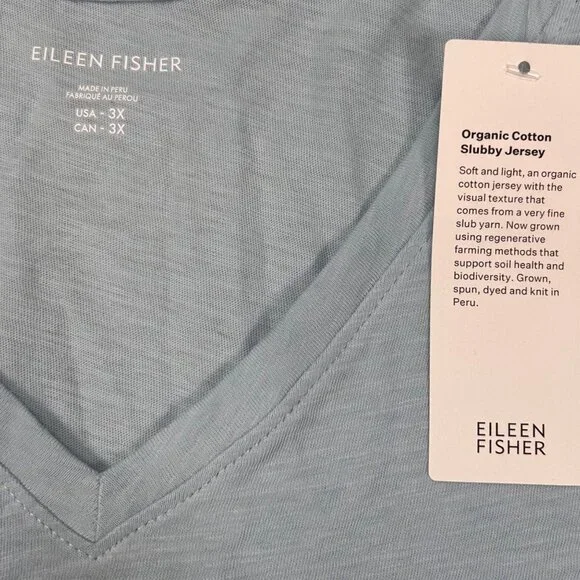 EILEEN FISHER
MADE IN PERU
FABRIQUÉ AU PEROU
USA - 3X
CAN - 3X
Organic Cotton
Slubby Jersey
Soft and light, an organic
cotton jersey with the
visual texture that
comes from a very fine
slub yarn. Now grown
using regenerative
farming methods that
support soil health and
biodiversity. Grown,
spun, dyed and knit in
Peru.
EILEEN
FISHER